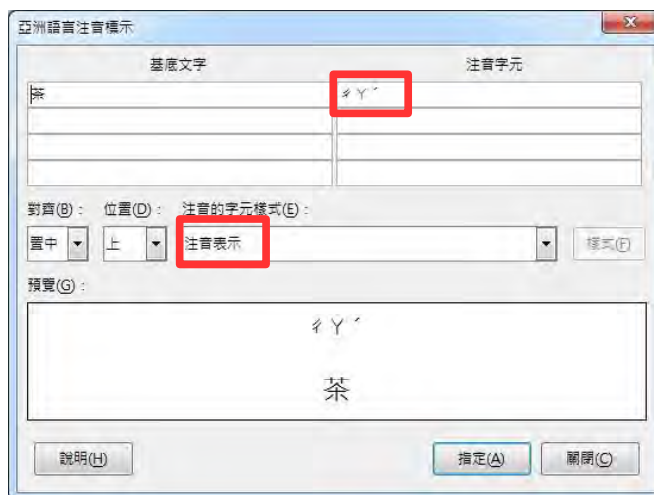 亞洲語言注音標示
基底文字 注音字元
茶 ㄔㄚˊ
對齊(B)： 位置(D)： 注音的字元樣式(E)：
置中 上 注音表示 樣式(F)
預覽(G)：
ㄔㄚˊ
茶
說明(H) 指定(A) 關閉(C)